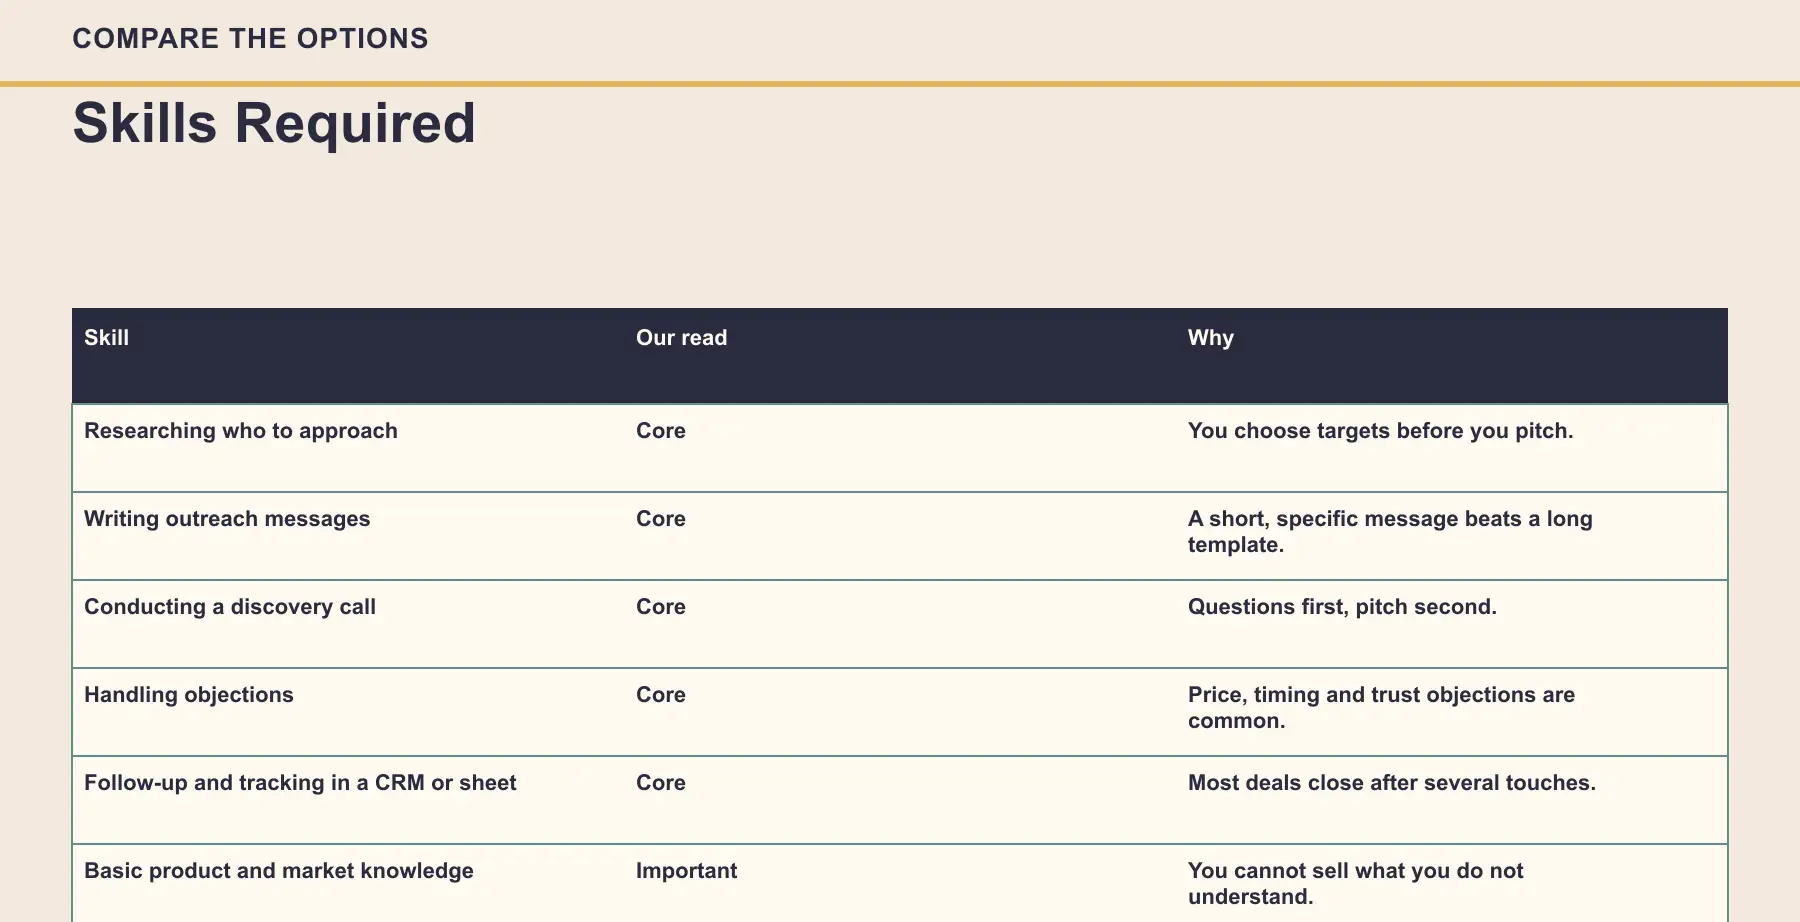 COMPARE THE OPTIONS
Skills Required
Skill Our read Why
Researching who to approach Core You choose targets before you pitch.
Writing outreach messages Core A short, specific message beats a long
template.
Conducting a discovery call Core Questions first, pitch second.
Handling objections Core Price, timing and trust objections are
common.
Follow-up and tracking in a CRM or sheet Core Most deals close after several touches.
Basic product and market knowledge Important You cannot sell what you do not
understand.